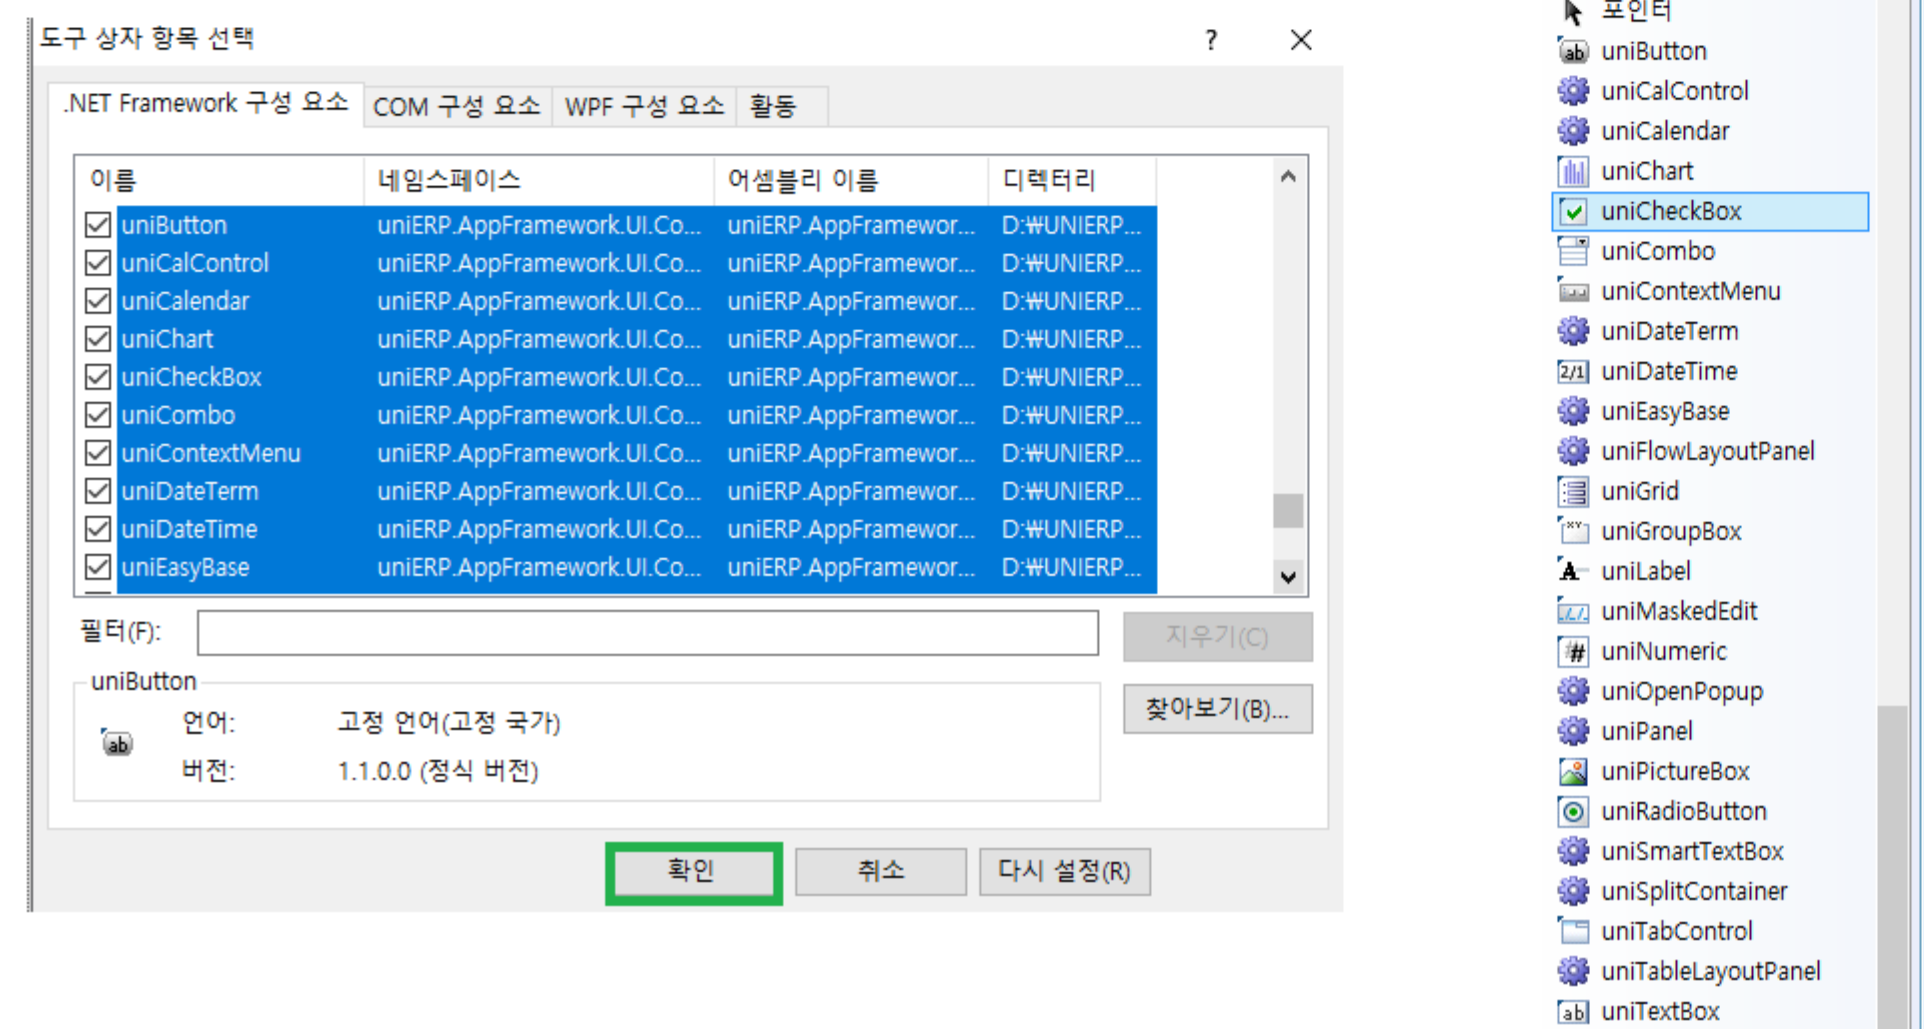 도구 상자 항목 선택
?
.NET Framework 구성 요소 COM 구성 요소 WPF 구성 요소 활동
이름 네임스페이스 어셈블리 이름 디렉터리
uniButton uniERP.AppFramework.UI.Co... uniERP.AppFramewor... D:₩UNIERP...
uniCalControl uniERP.AppFramework.UI.Co... uniERP.AppFramewor... D:₩UNIERP...
uniCalendar uniERP.AppFramework.UI.Co... uniERP.AppFramewor... D:₩UNIERP...
uniChart uniERP.AppFramework.UI.Co... uniERP.AppFramewor... D:₩UNIERP...
uniCheckBox uniERP.AppFramework.UI.Co... uniERP.AppFramewor... D:₩UNIERP...
uniCombo uniERP.AppFramework.UI.Co... uniERP.AppFramewor... D:₩UNIERP...
uniContextMenu uniERP.AppFramework.UI.Co... uniERP.AppFramewor... D:₩UNIERP...
uniDateTerm uniERP.AppFramework.UI.Co... uniERP.AppFramewor... D:₩UNIERP...
uniDateTime uniERP.AppFramework.UI.Co... uniERP.AppFramewor... D:₩UNIERP...
uniEasyBase uniERP.AppFramework.UI.Co... uniERP.AppFramewor... D:₩UNIERP...
필터(F): 지우기(C)
uniButton
찾아보기(B)...
언어: 고정 언어(고정 국가)
ab
버전: 1.1.0.0 (정식 버전)
확인 취소 다시 설정(R)
포인터
ab uniButton
uniCalControl
uniCalendar
uniChart
uniCheckBox
uniCombo
uniContextMenu
uniDateTerm
2/1 uniDateTime
uniEasyBase
uniFlowLayoutPanel
uniGrid
XY uniGroupBox
A uniLabel
uniMaskedEdit
# uniNumeric
uniOpenPopup
uniPanel
uniPictureBox
uniRadioButton
uniSmartTextBox
uniSplitContainer
uniTabControl
uniTableLayoutPanel
ab uniTextBox